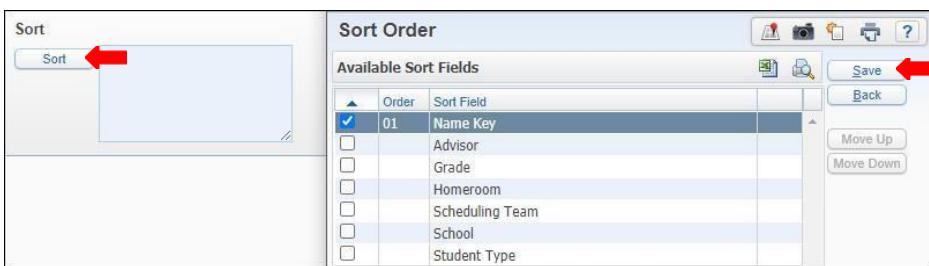 Sort
Sort
Sort Order
?
Available Sort Fields
Save
Back
Move Up
Move Down
Order Sort Field
01 Name Key
Advisor
Grade
Homeroom
Scheduling Team
School
Student Type